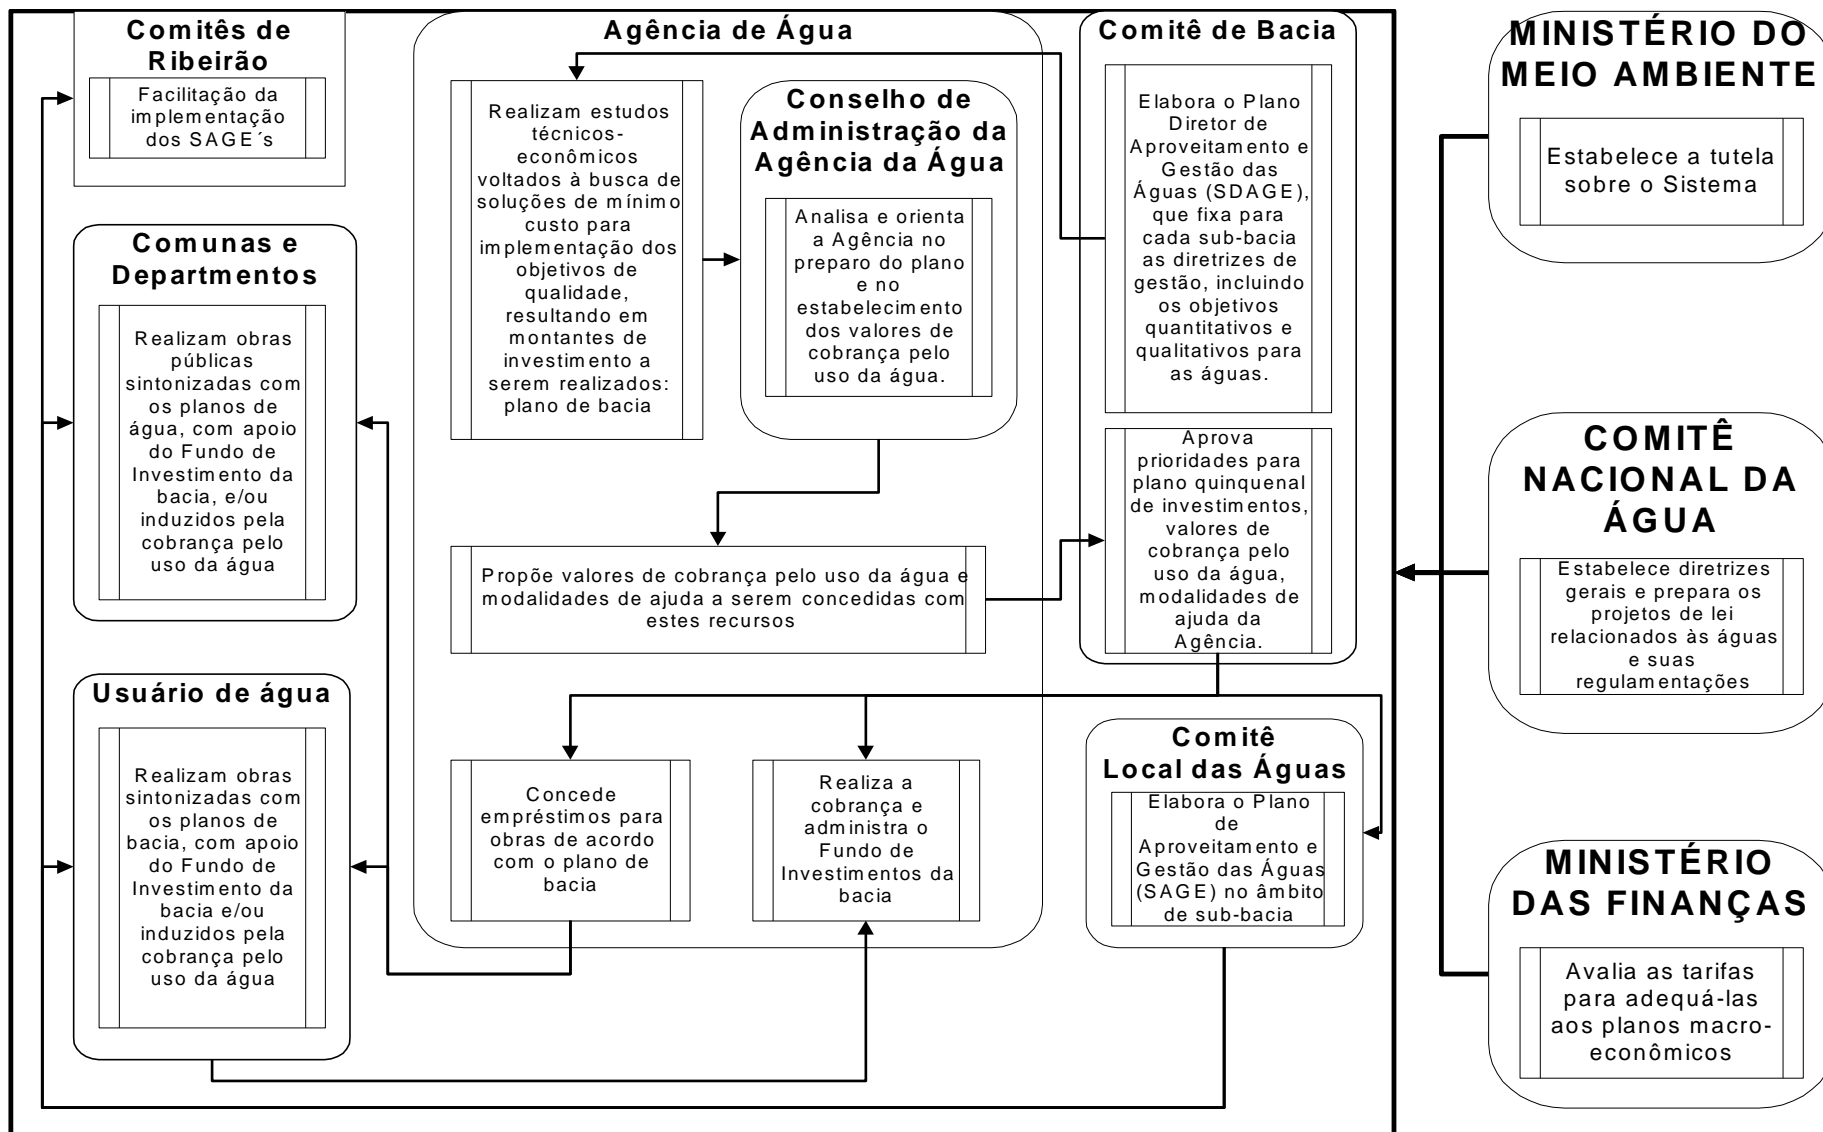 Comitês de
Ribeirão
Facilitação da
implementação
dos SAGE´s
Comunas e
Departmentos
Realizam obras
públicas
sintonizadas com
os planos de
água, com apoio
do Fundo de
Investimento da
bacia, e/ou
induzidos pela
cobrança pelo
uso da água
Usuário de água
Realizam obras
sintonizadas com
os planos de
bacia, com apoio
do Fundo de
Investimento da
bacia e/ou
induzidos pela
cobrança pelo
uso da água
Agência de Água
Realizam estudos
técnicos-
econômicos
voltados à busca de
soluções de mínimo
custo para
implementação dos
objetivos de
qualidade,
resultando em
montantes de
investimento a
serem realizados:
plano de bacia
Conselho de
Administração da
Agência da Água
Analisa e orienta
a Agência no
preparo do plano
e no
estabelecimento
dos valores de
cobrança pelo
uso da água.
Propõe valores de cobrança pelo uso da água e
modalidades de ajuda a serem concedidas com
estes recursos
Concede
empréstimos para
obras de acordo
com o plano de
bacia
Realiza a
cobrança e
administra o
Fundo de
Investimentos da
bacia
Comitê de Bacia
Elabora o Plano
Diretor de
Aproveitamento e
Gestão das
Águas (SDAGE),
que fixa para
cada sub-bacia
as diretrizes de
gestão, incluindo
os objetivos
quantitativos e
qualitativos para
as águas.
Aprova
prioridades para
plano quinquenal
de investimentos,
valores de
cobrança pelo
uso da água,
modalidades de
ajuda da
Agência.
Comitê
Local das Águas
Elabora o Plano
de
Aproveitamento e
Gestão das Águas
(SAGE) no âmbito
de sub-bacia
MINISTÉRIO DO
MEIO AMBIENTE
Estabelece a tutela
sobre o Sistema
COMITÊ
NACIONAL DA
ÁGUA
Estabelece diretrizes
gerais e prepara os
projetos de lei
relacionados às águas
e suas
regulamentações
MINISTÉRIO
DAS FINANÇAS
Avalia as tarifas
para adequá-las
aos planos macro-
econômicos